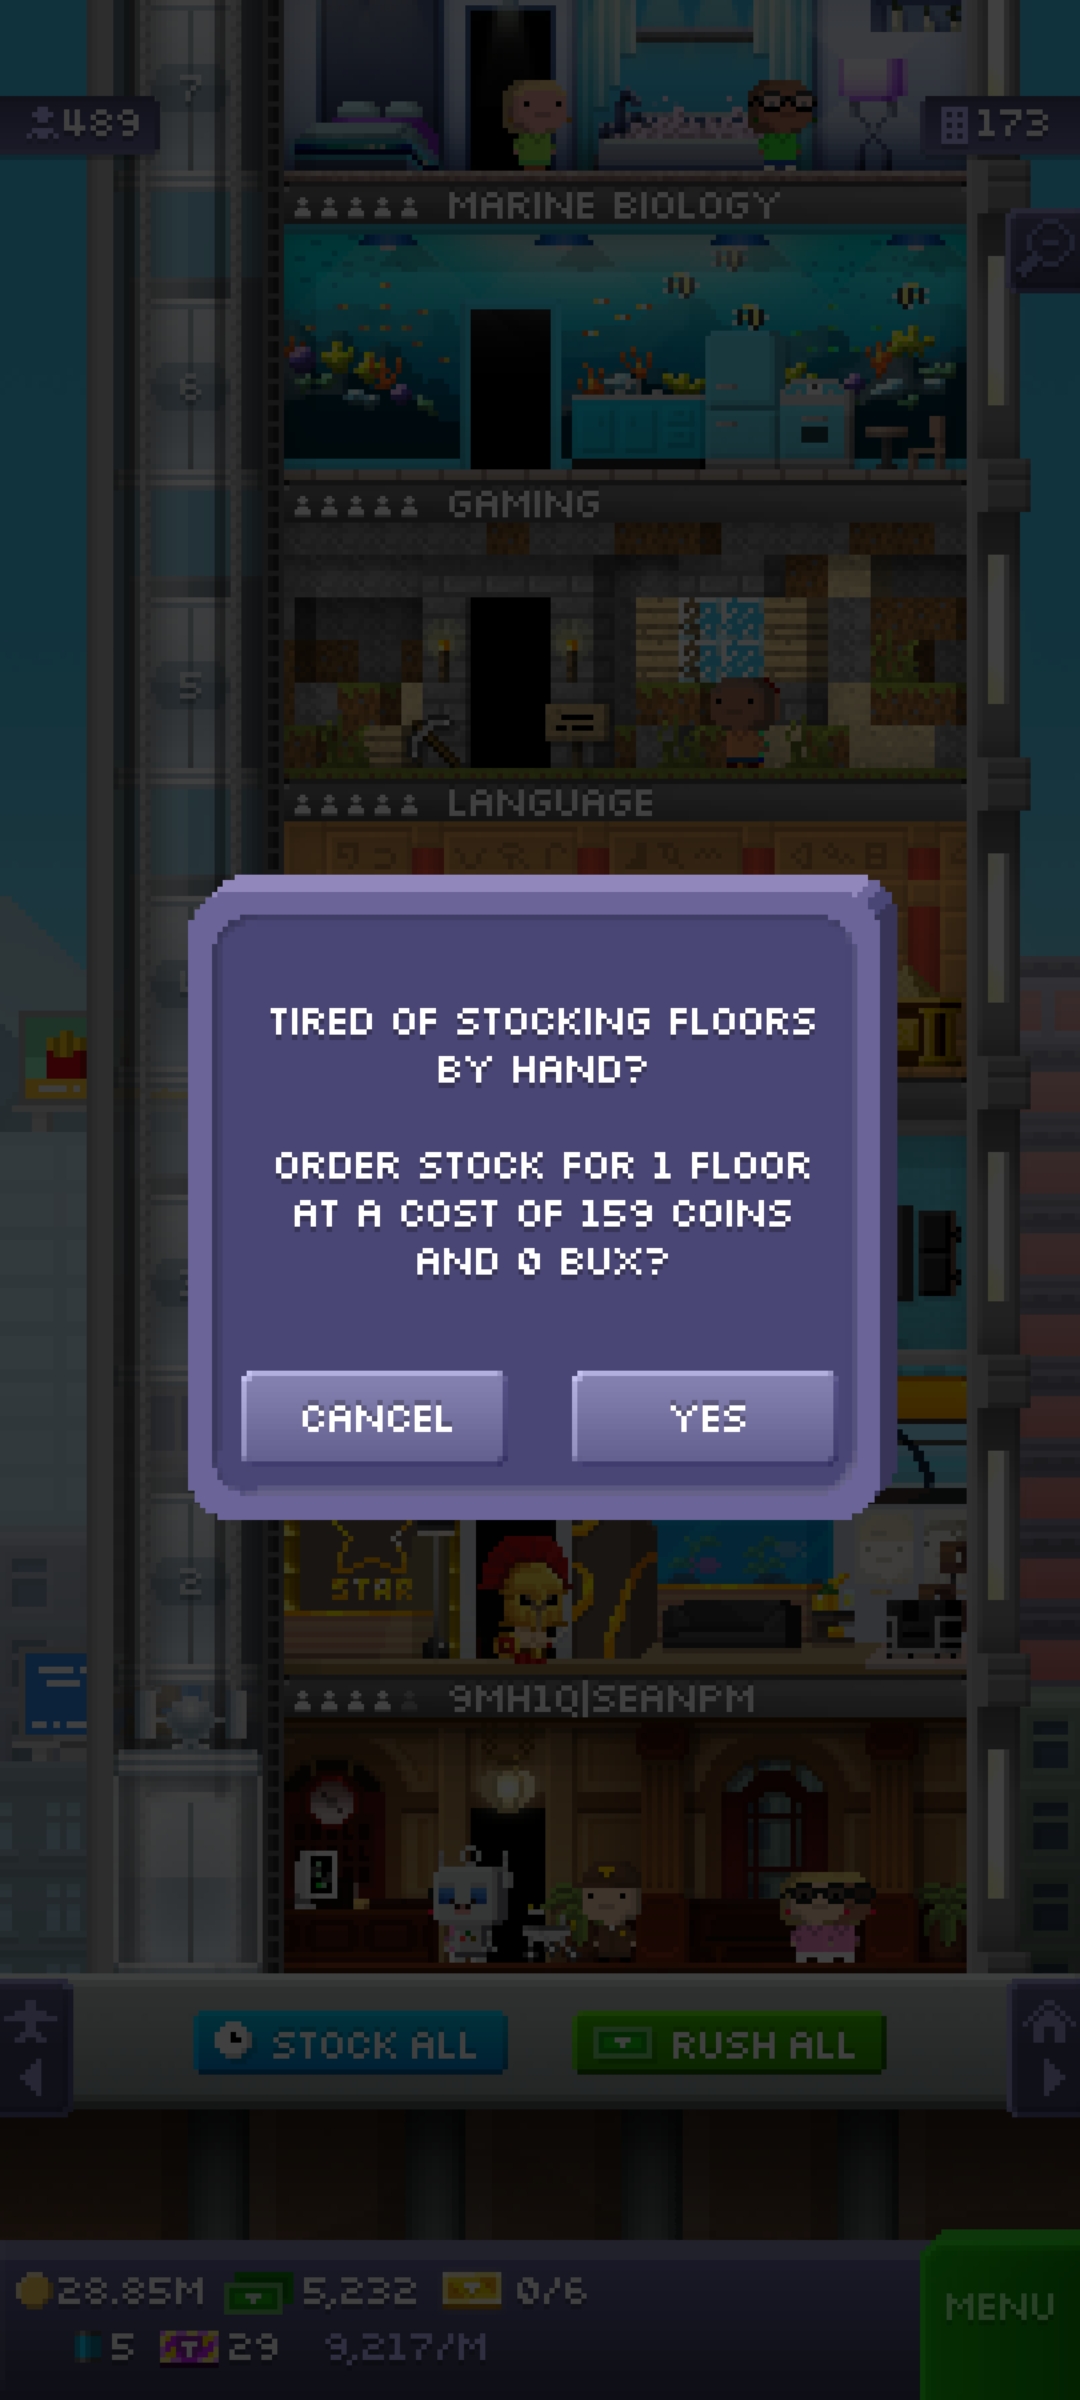 7
489
173
MARINE BIOLOGY
6
GAMING
5
LANGUAGE
TIRED OF STOCKING FLOORS
BY HAND?
ORDER STOCK FOR 1 FLOOR
AT A COST OF 159 COINS
AND 0 BUX?
CANCEL
YES
2
STAR
9MH1Q|SEANPM
STOCK ALL
RUSH ALL
28.85M
5,232
0/6
MENU
5
29
9,217/M